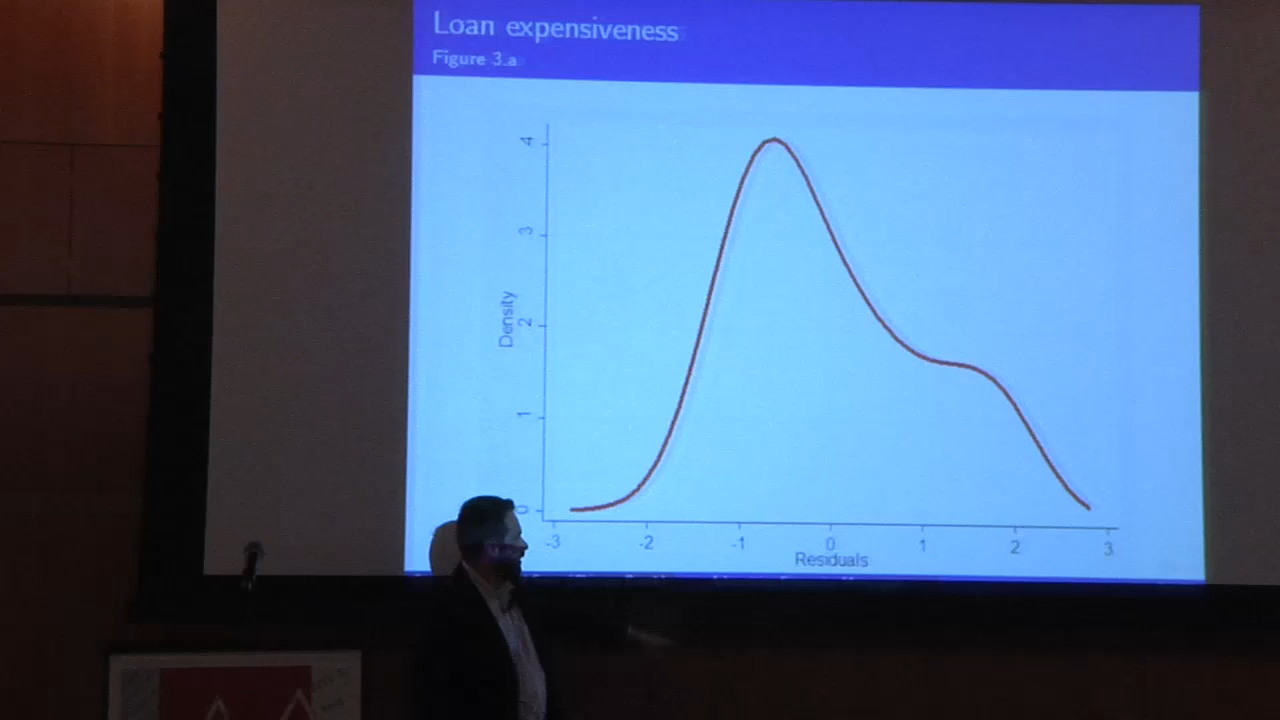 Loan expensiveness
Figure 3.a
4
3
2
1
0
Density
-3 -2 -1 0 1 2 3
Residuals